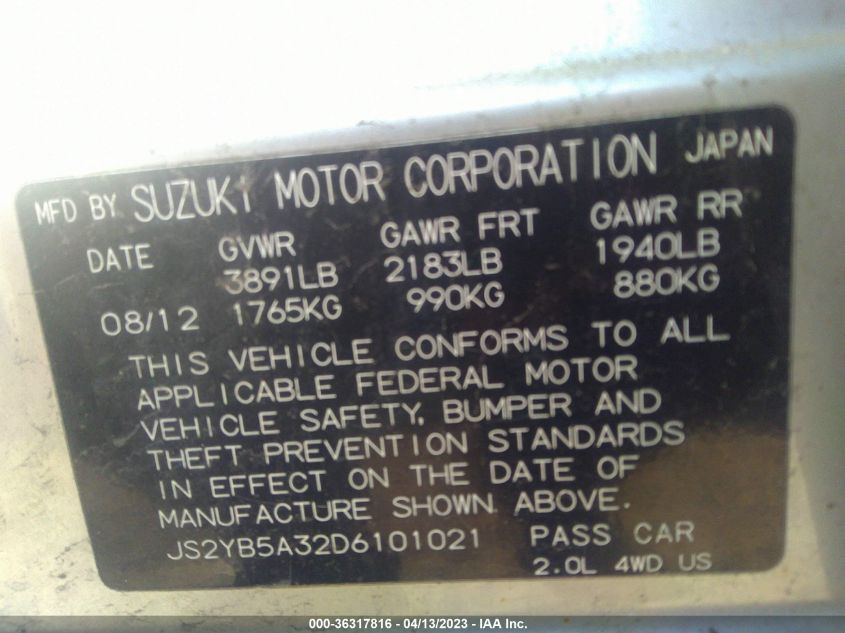 MFD BY SUZUKI MOTOR CORPORATION JAPAN
DATE GVWR GAWR FRT GAWR RR
3891LB 2183LB 1940LB
08/12 1765KG 990KG 880KG
THIS VEHICLE CONFORMS TO ALL
APPLICABLE FEDERAL MOTOR
VEHICLE SAFETY, BUMPER AND
THEFT PREVENTION STANDARDS
IN EFFECT ON THE DATE OF
MANUFACTURE SHOWN ABOVE.
JS2YB5A32D6101021 PASS CAR
2.0L 4WD US
000-36317816 - 04/13/2023 - IAA Inc.